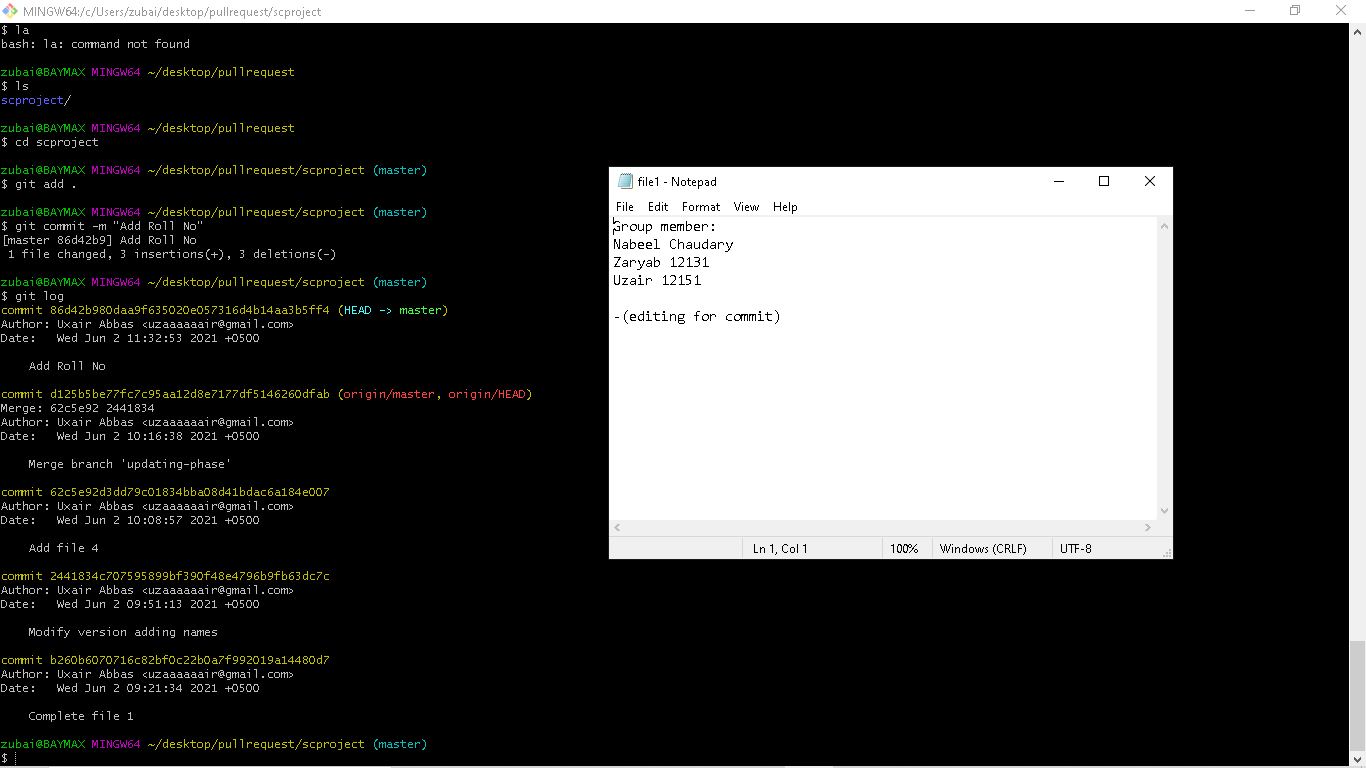 MINGW64:/c/Users/zubai/desktop/pullrequest/scproject
$ la
bash: la: command not found
zubai@BAYMAX MINGW64 ~/desktop/pullrequest
$ ls
scproject/
zubai@BAYMAX MINGW64 ~/desktop/pullrequest
$ cd scproject
zubai@BAYMAX MINGW64 ~/desktop/pullrequest/scproject (master)
$ git add .
zubai@BAYMAX MINGW64 ~/desktop/pullrequest/scproject (master)
$ git commit -m "Add Roll No"
[master 86d42b9] Add Roll No
1 file changed, 3 insertions(+), 3 deletions(-)
zubai@BAYMAX MINGW64 ~/desktop/pullrequest/scproject (master)
$ git log
commit 86d42b980daa9f635020e057316d4b14aa3b5ff4 (HEAD -> master)
Author: Uxair Abbas <uzaaaaaair@gmail.com>
Date:   Wed Jun 2 11:32:53 2021 +0500
Add Roll No
commit d125b5be77fc7c95aa12d8e7177df5146260dfab (origin/master, origin/HEAD)
Merge: 62c5e92 2441834
Author: Uxair Abbas <uzaaaaaair@gmail.com>
Date:   Wed Jun 2 10:16:38 2021 +0500
Merge branch 'updating-phase'
commit 62c5e92d3dd79c01834bba08d41bdac6a184e007
Author: Uxair Abbas <uzaaaaaair@gmail.com>
Date:   Wed Jun 2 10:08:57 2021 +0500
Add file 4
commit 2441834c707595899bf390f48e4796b9fb63dc7c
Author: Uxair Abbas <uzaaaaaair@gmail.com>
Date:   Wed Jun 2 09:51:13 2021 +0500
Modify version adding names
commit b260b6070716c82bf0c22b0a7f992019a14480d7
Author: Uxair Abbas <uzaaaaaair@gmail.com>
Date:   Wed Jun 2 09:21:34 2021 +0500
Complete file 1
zubai@BAYMAX MINGW64 ~/desktop/pullrequest/scproject (master)
$
file1 - Notepad
File Edit Format View Help
Group member:
Nabeel Chaudary
Zaryab 12131
Uzair 12151
-(editing for commit)
Ln 1, Col 1 100% Windows (CRLF) UTF-8